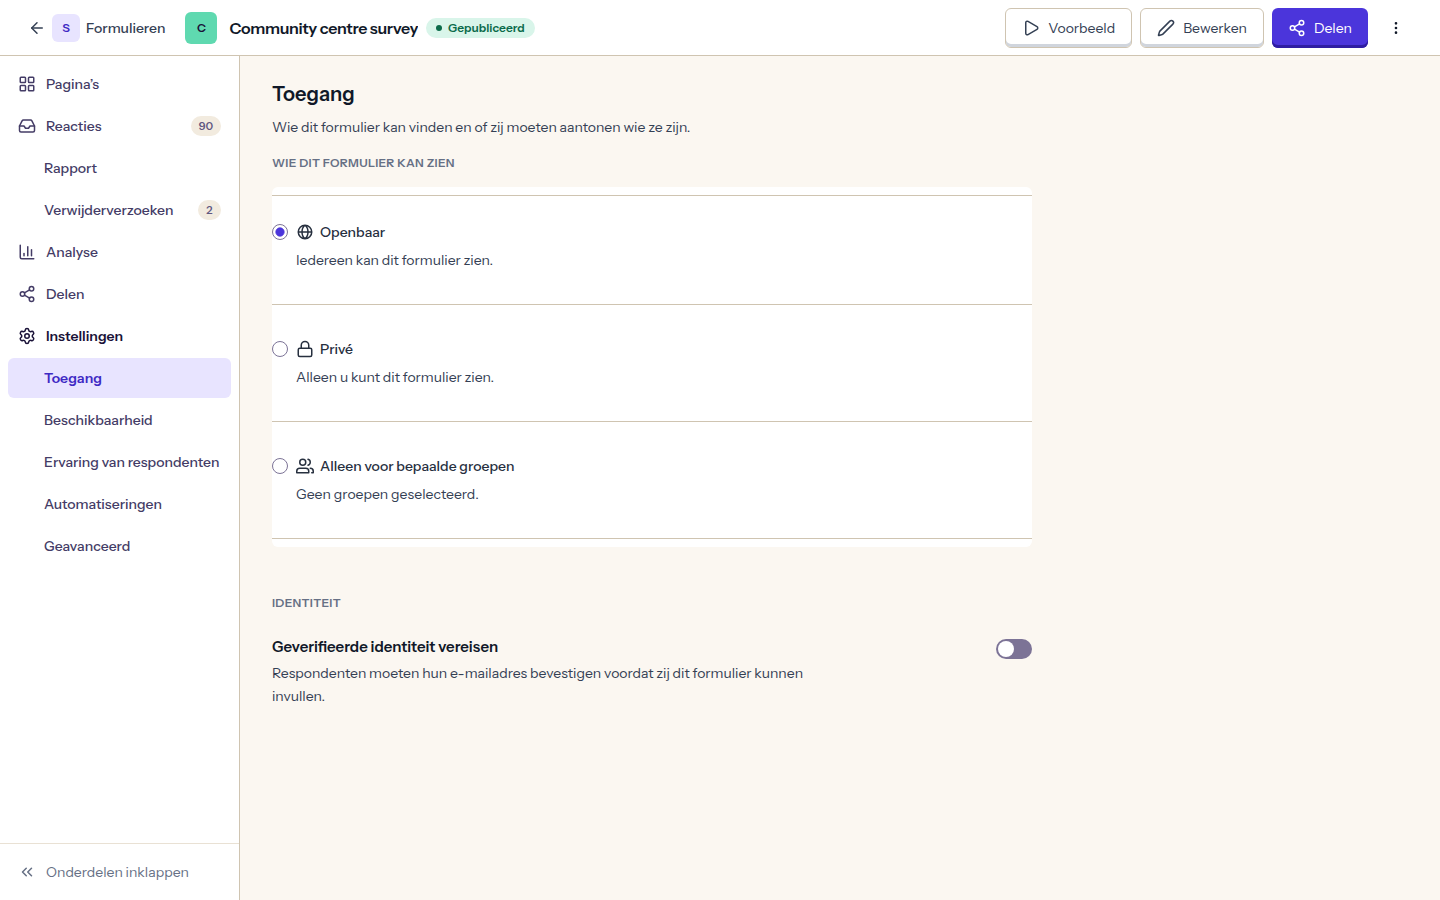 S Formulieren C Community centre survey Gepubliceerd Voorbeeld Bewerken Delen
Pagina's
Reacties 90
Rapport
Verwijderverzoeken 2
Analyse
Delen
Instellingen
Toegang
Beschikbaarheid
Ervaring van respondenten
Automatiseringen
Geavanceerd
Onderdelen inklappen
Toegang
Wie dit formulier kan vinden en of zij moeten aantonen wie ze zijn.
WIE DIT FORMULIER KAN ZIEN
Openbaar
Iedereen kan dit formulier zien.
Privé
Alleen u kunt dit formulier zien.
Alleen voor bepaalde groepen
Geen groepen geselecteerd.
IDENTITEIT
Geverifieerde identiteit vereisen
Respondenten moeten hun e-mailadres bevestigen voordat zij dit formulier kunnen
invullen.